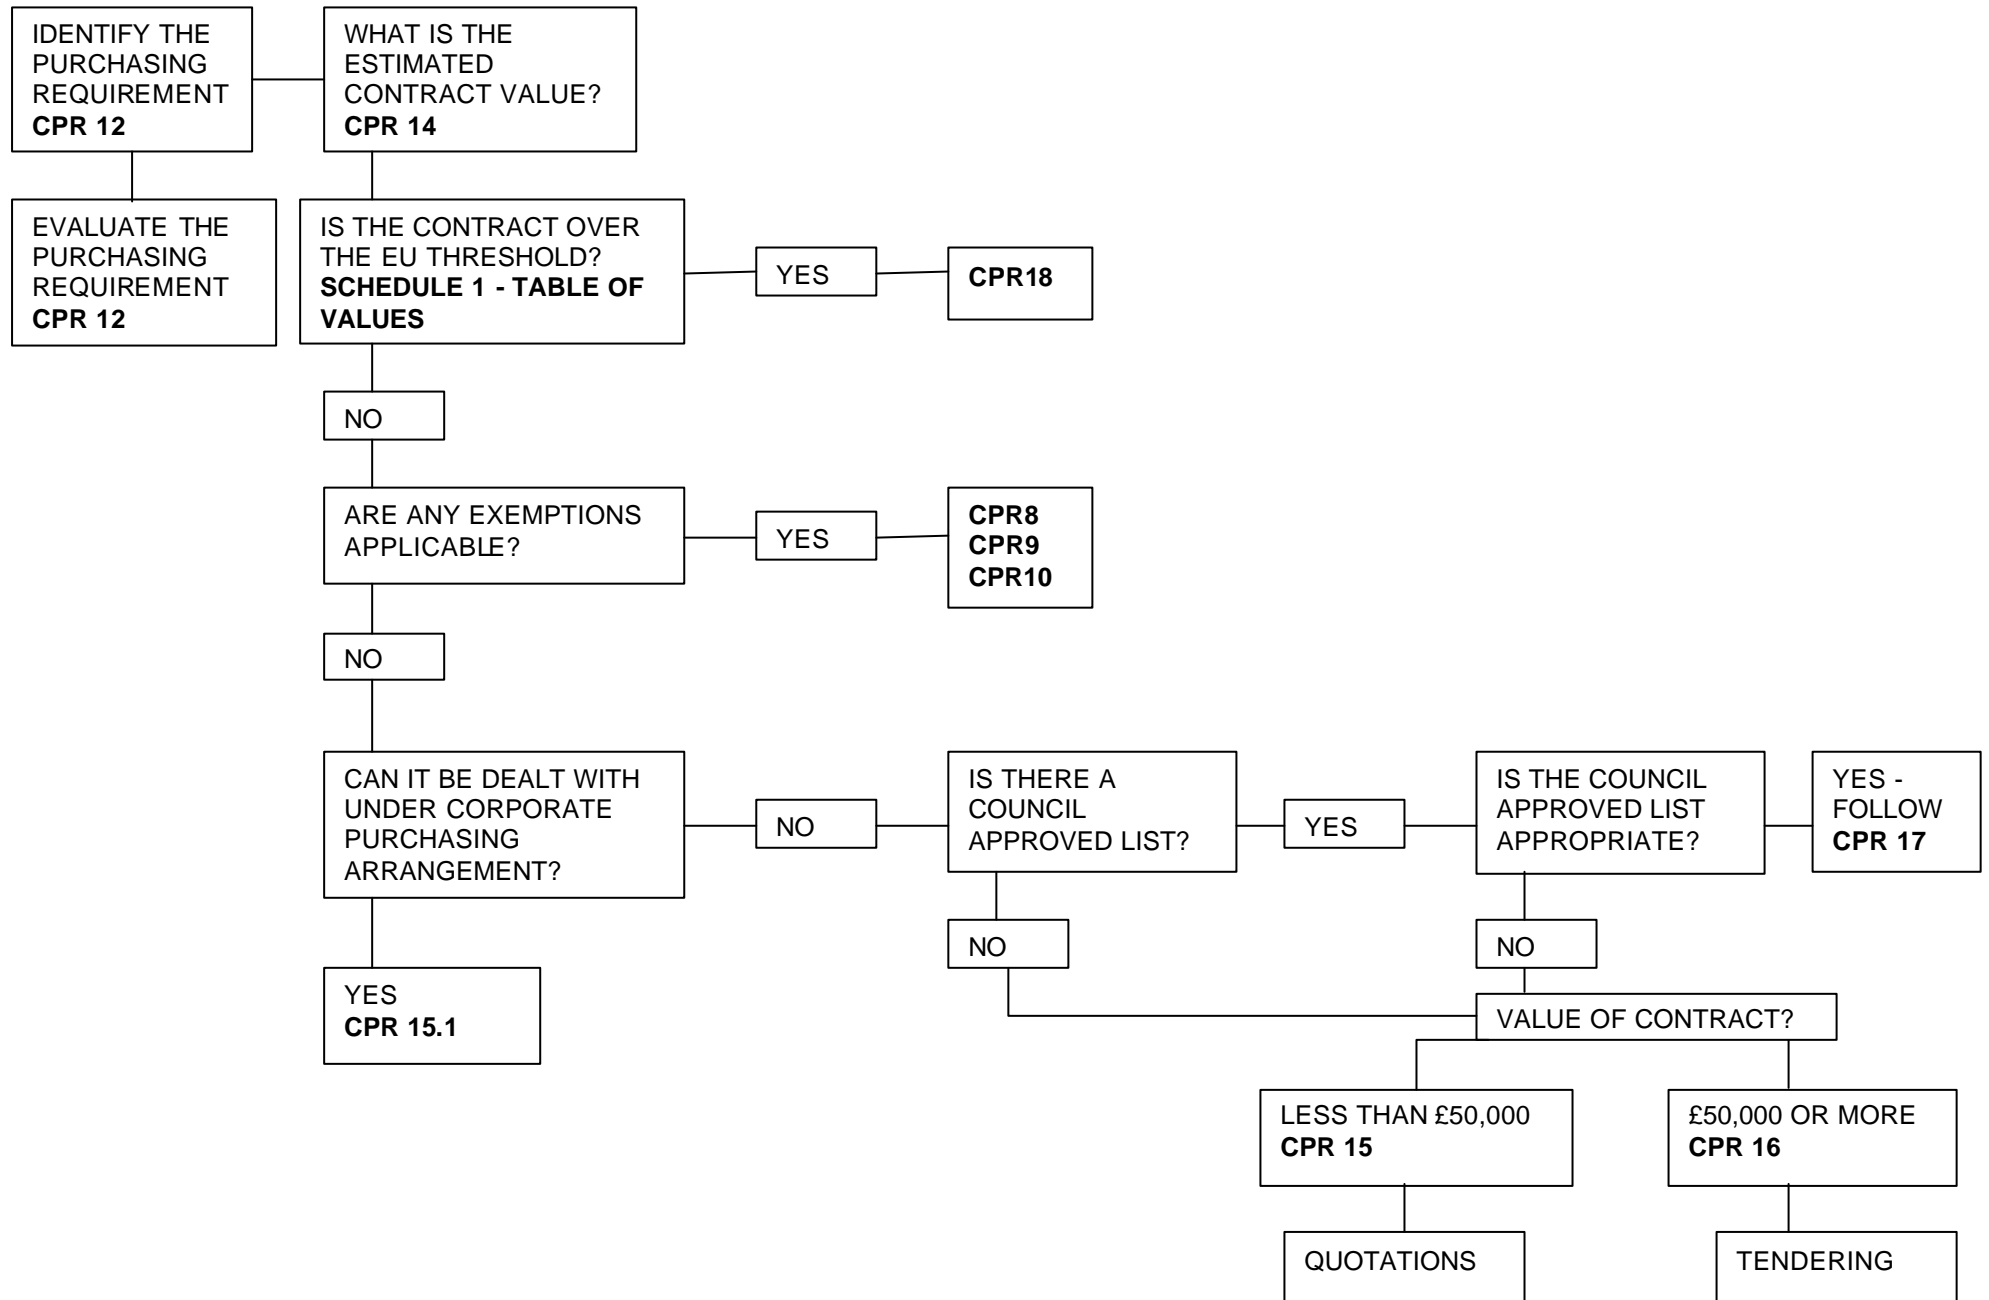 IDENTIFY THE
PURCHASING
REQUIREMENT
CPR 12
WHAT IS THE
ESTIMATED
CONTRACT VALUE?
CPR 14
EVALUATE THE
PURCHASING
REQUIREMENT
CPR 12
IS THE CONTRACT OVER
THE EU THRESHOLD?
SCHEDULE 1 - TABLE OF
VALUES
YES
CPR18
NO
ARE ANY EXEMPTIONS
APPLICABLE?
YES
CPR8
CPR9
CPR10
NO
CAN IT BE DEALT WITH
UNDER CORPORATE
PURCHASING
ARRANGEMENT?
NO
IS THERE A
COUNCIL
APPROVED LIST?
YES
IS THE COUNCIL
APPROVED LIST
APPROPRIATE?
YES -
FOLLOW
CPR 17
NO
NO
YES
CPR 15.1
VALUE OF CONTRACT?
LESS THAN £50,000
CPR 15
£50,000 OR MORE
CPR 16
QUOTATIONS
TENDERING